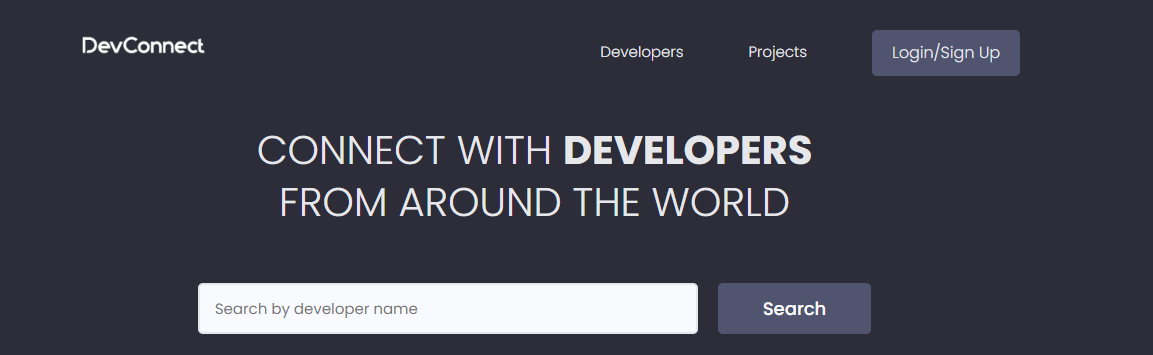 DevConnect
Developers
Projects
Login/Sign Up
CONNECT WITH DEVELOPERS
FROM AROUND THE WORLD
Search by developer name
Search